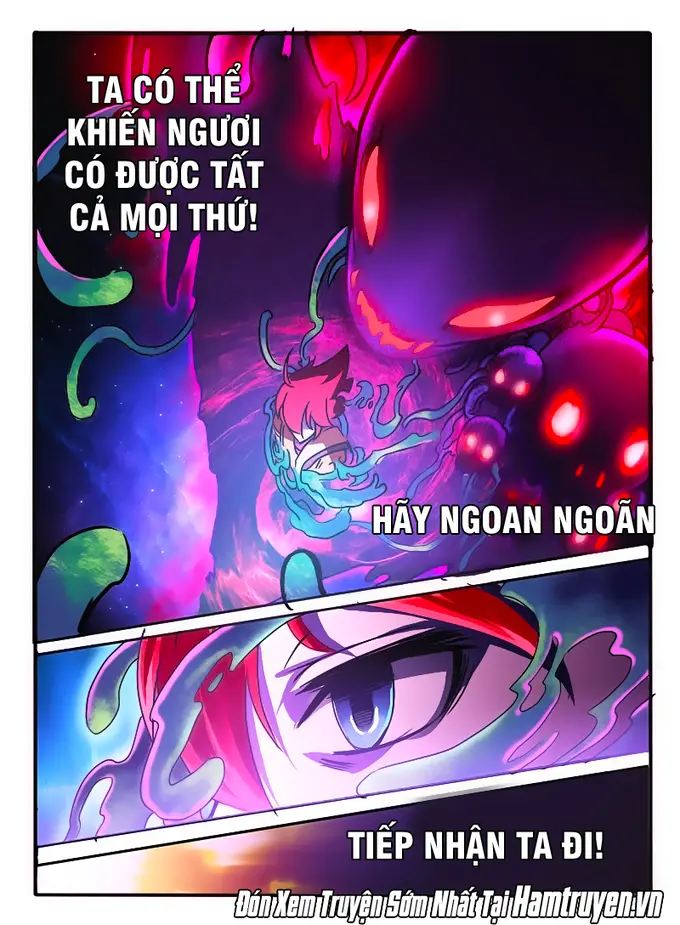 TA CÓ THỂ
KHIẾN NGƯƠI
CÓ ĐƯỢC TẤT
CẢ MỌI THỨ!
HÃY NGOAN NGOÃN
TIẾP NHẬN TA ĐI!
Đón Xem Truyện Sớm Nhất Tại Hamtruyen.vn